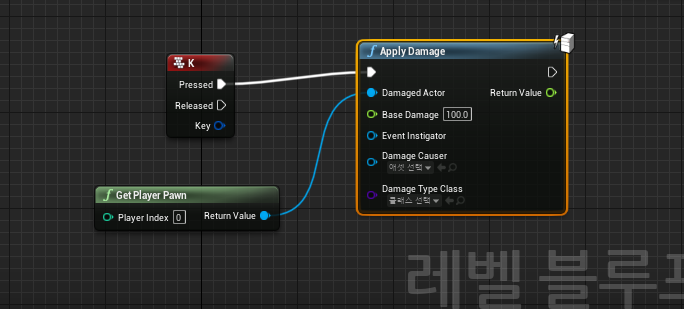 K
Pressed
Released
Key
Apply Damage
Damaged Actor
Return Value
Base Damage 100.0
Event Instigator
Damage Causer
애셋 선택
Damage Type Class
클래스 선택
Get Player Pawn
Player Index 0
Return Value
레벨 블루프